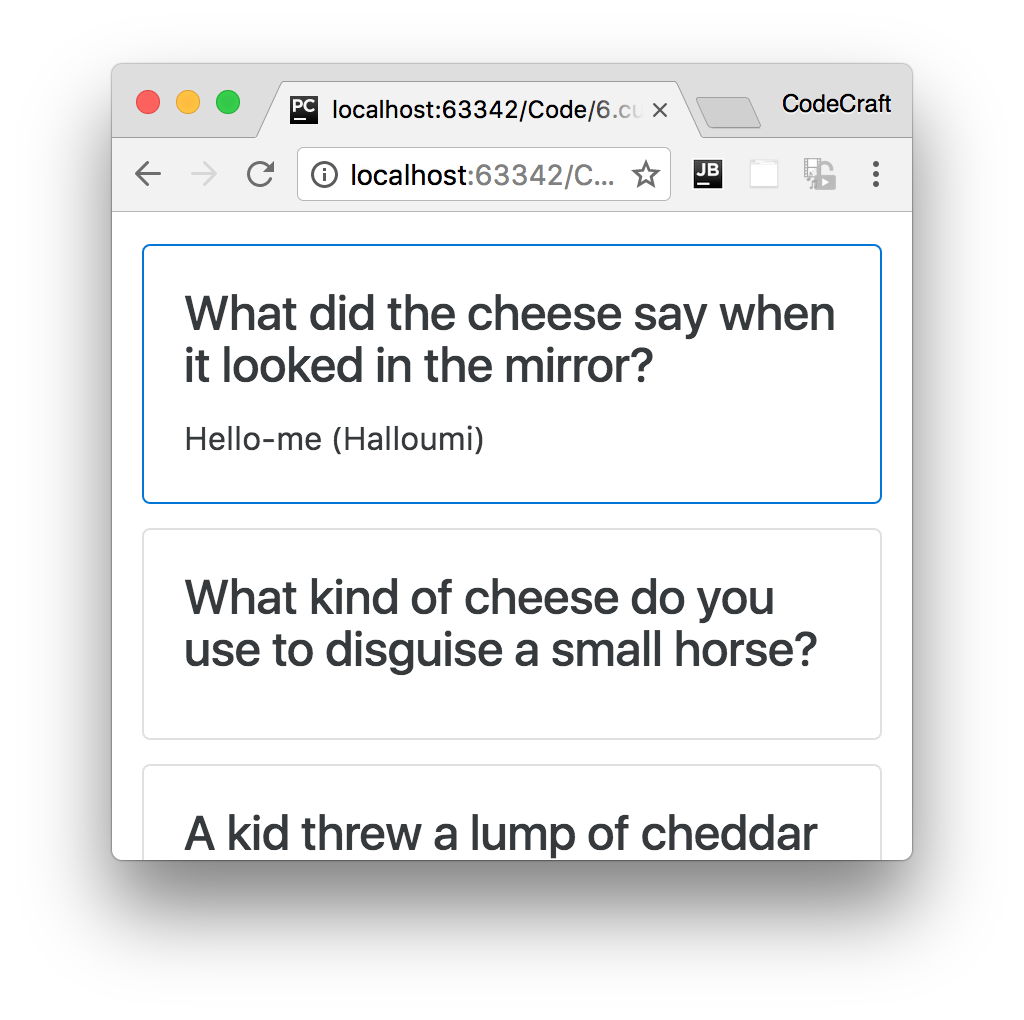 PC
localhost:63342/Code/6.cu
CodeCraft
localhost:63342/C...
JB
What did the cheese say when
it looked in the mirror?
Hello-me (Halloumi)
What kind of cheese do you
use to disguise a small horse?
A kid threw a lump of cheddar